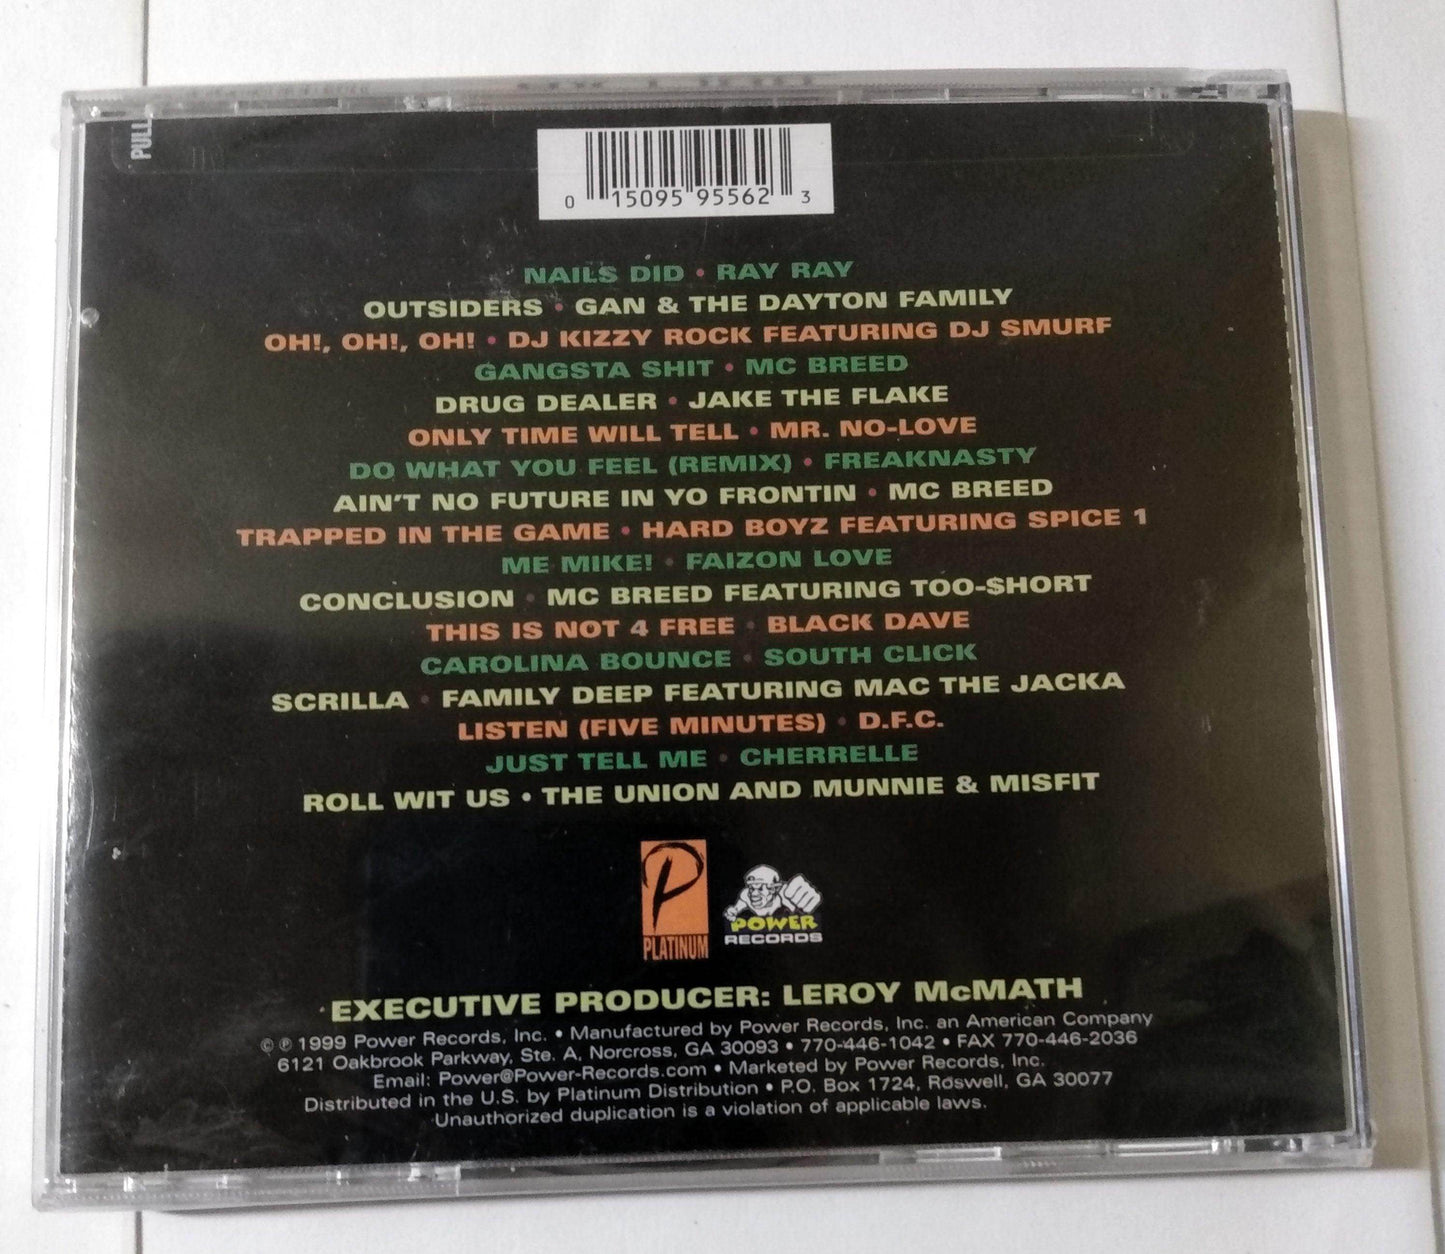 PULL
0 15095 95562 3
NAILS DID • RAY RAY
OUTSIDERS • GAN & THE DAYTON FAMILY
OH!, OH!, OH! • DJ KIZZY ROCK FEATURING DJ SMURF
GANGSTA SHIT • MC BREED
DRUG DEALER • JAKE THE FLAKE
ONLY TIME WILL TELL • MR. NO-LOVE
DO WHAT YOU FEEL (REMIX) • FREAKNASTY
AIN'T NO FUTURE IN YO FRONTIN • MC BREED
TRAPPED IN THE GAME • HARD BOYZ FEATURING SPICE 1
ME MIKE! • FAIZON LOVE
CONCLUSION • MC BREED FEATURING TOO-$HORT
THIS IS NOT 4 FREE • BLACK DAVE
CAROLINA BOUNCE • SOUTH CLICK
SCRILLA • FAMILY DEEP FEATURING MAC THE JACKA
LISTEN (FIVE MINUTES) • D.F.C.
JUST TELL ME • CHERRELLE
ROLL WIT US • THE UNION AND MUNNIE & MISFIT
P
PLATINUM
POWER
RECORDS
EXECUTIVE PRODUCER: LEROY McMATH
© ℗ 1999 Power Records, Inc. • Manufactured by Power Records, Inc. an American Company
6121 Oakbrook Parkway, Ste. A, Norcross, GA 30093 • 770-446-1042 • FAX 770-446-2036
Email: Power@Power-Records.com • Marketed by Power Records, Inc.
Distributed in the U.S. by Platinum Distribution • P.O. Box 1724, Roswell, GA 30077
Unauthorized duplication is a violation of applicable laws.